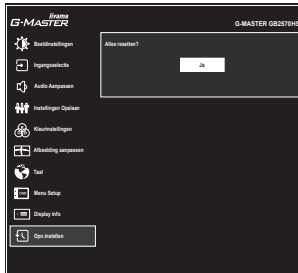 iiyama
G-MASTER
G-MASTER GB2570HS
Beeldinstellingen
Alles resetten?
Ja
Ingangsselectie
Audio Aanpassen
Instellingen Opslaan
Kleurinstellingen
Afbeelding aanpassen
Taal
OSD
Menu Setup
Display info
Opn.instellen